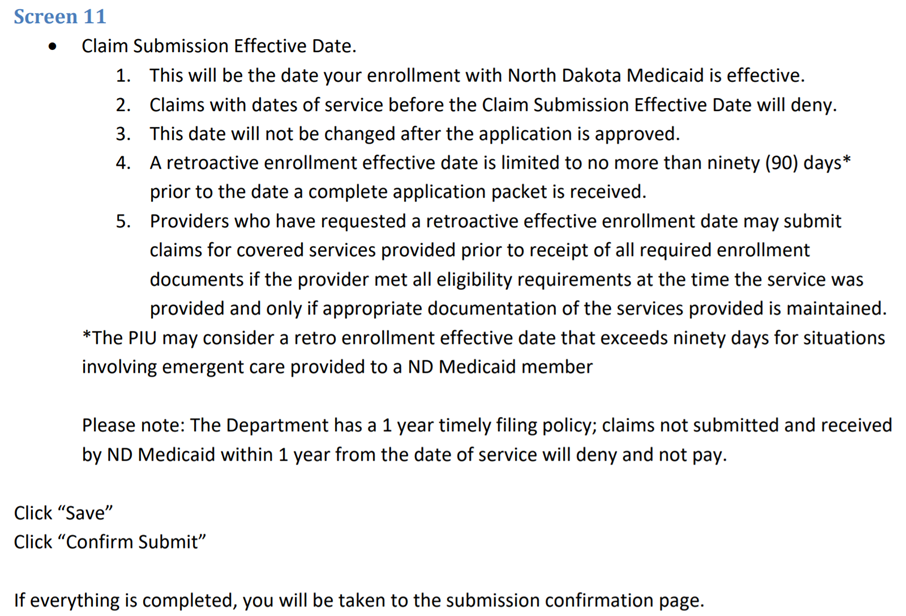 Screen 11
• Claim Submission Effective Date.
1. This will be the date your enrollment with North Dakota Medicaid is effective.
2. Claims with dates of service before the Claim Submission Effective Date will deny.
3. This date will not be changed after the application is approved.
4. A retroactive enrollment effective date is limited to no more than ninety (90) days*
prior to the date a complete application packet is received.
5. Providers who have requested a retroactive effective enrollment date may submit
claims for covered services provided prior to receipt of all required enrollment
documents if the provider met all eligibility requirements at the time the service was
provided and only if appropriate documentation of the services provided is maintained.
*The PIU may consider a retro enrollment effective date that exceeds ninety days for situations
involving emergent care provided to a ND Medicaid member
Please note: The Department has a 1 year timely filing policy; claims not submitted and received
by ND Medicaid within 1 year from the date of service will deny and not pay.
Click “Save”
Click “Confirm Submit”
If everything is completed, you will be taken to the submission confirmation page.